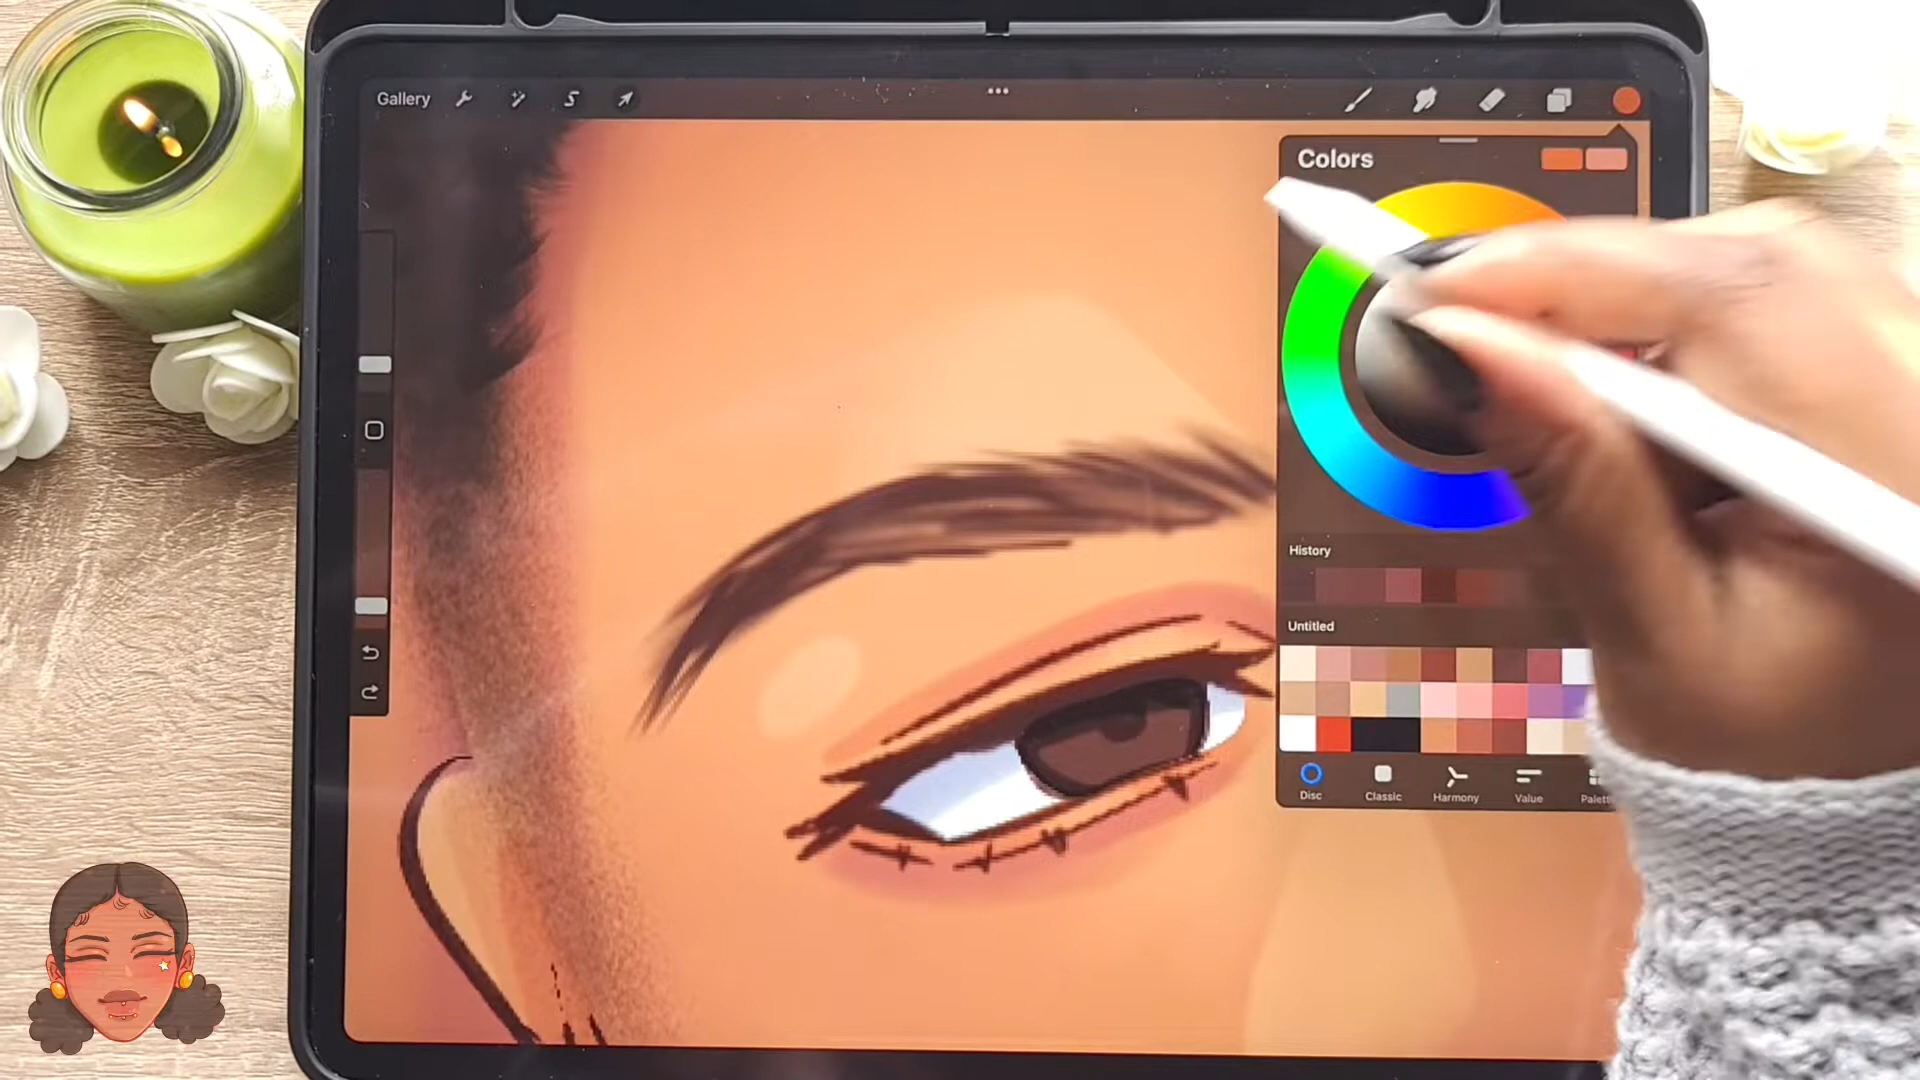 Gallery
Colors
History
Untitled
Disc
Classic
Harmony
Value